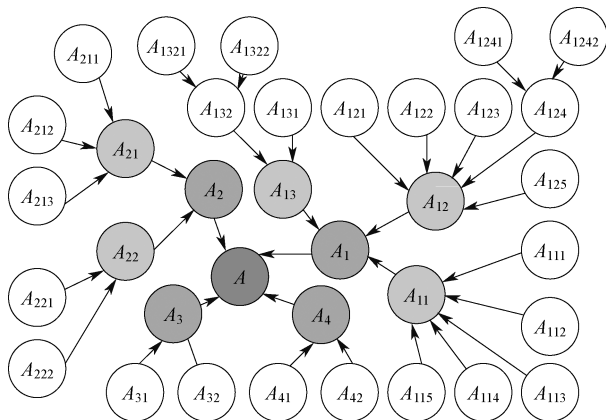 A₂₁₁
A₁₃₂₁
A₁₃₂₂
A₁₂₄₁
A₁₂₄₂
A₂₁₂
A₁₃₂
A₁₃₁
A₁₂₁
A₁₂₂
A₁₂₃
A₁₂₄
A₂₁
A₂₁₃
A₂
A₁₃
A₁₂
A₁₂₅
A₂₂
A₁
A₁₁₁
A
A₂₂₁
A₁₁
A₃
A₄
A₁₁₂
A₂₂₂
A₃₁
A₃₂
A₄₁
A₄₂
A₁₁₅
A₁₁₄
A₁₁₃